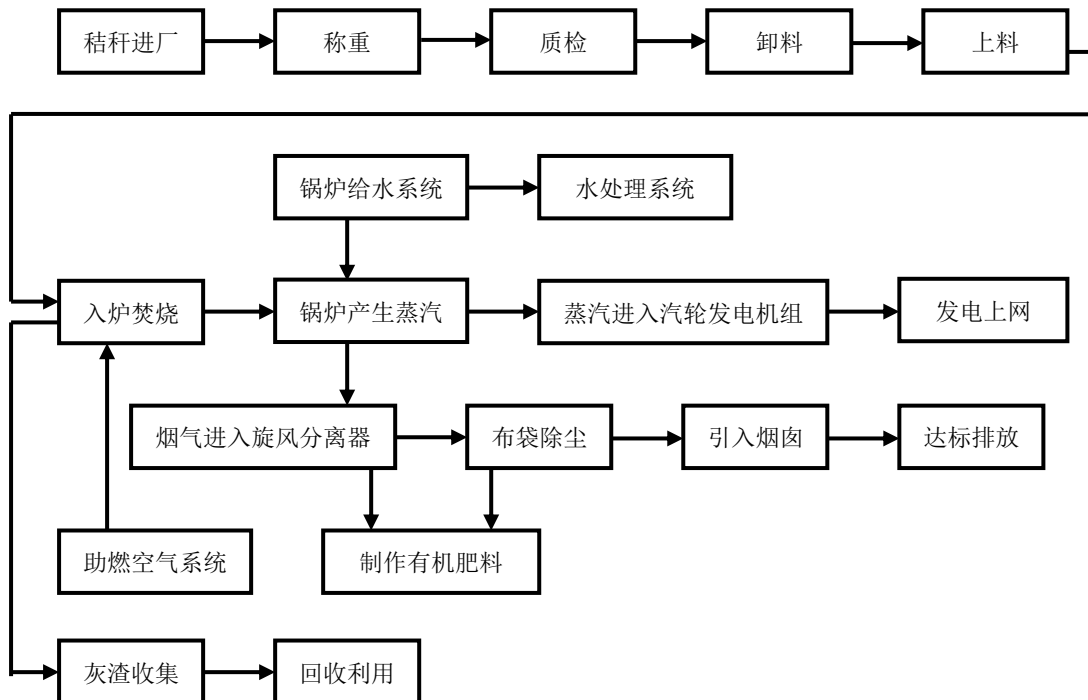 秸秆进厂
称重
质检
卸料
上料
锅炉给水系统
水处理系统
入炉焚烧
锅炉产生蒸汽
蒸汽进入汽轮发电机组
发电上网
烟气进入旋风分离器
布袋除尘
引入烟囱
达标排放
助燃空气系统
制作有机肥料
灰渣收集
回收利用